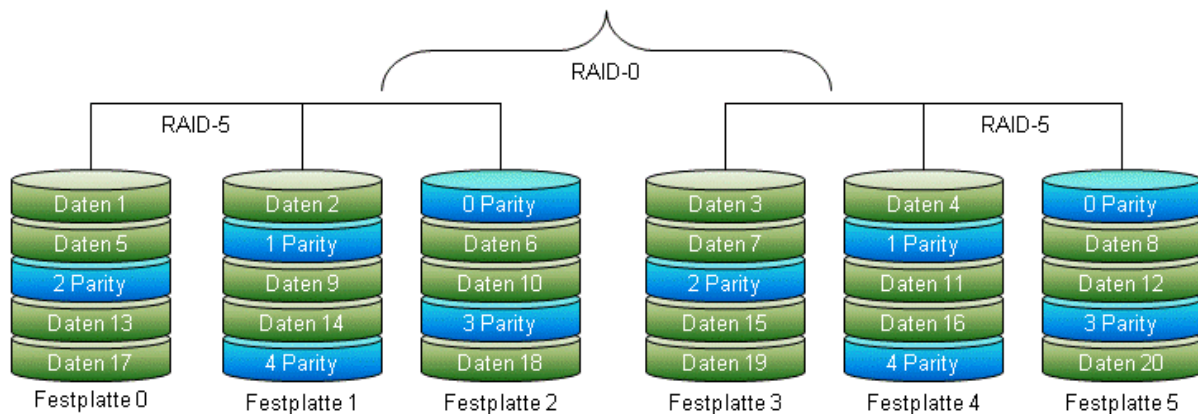 RAID-0
RAID-5
RAID-5
Daten 1
Daten 5
2 Parity
Daten 13
Daten 17
Festplatte 0
Daten 2
1 Parity
Daten 9
Daten 14
4 Parity
Festplatte 1
0 Parity
Daten 6
Daten 10
3 Parity
Daten 18
Festplatte 2
Daten 3
Daten 7
2 Parity
Daten 15
Daten 19
Festplatte 3
Daten 4
1 Parity
Daten 11
Daten 16
4 Parity
Festplatte 4
0 Parity
Daten 8
Daten 12
3 Parity
Daten 20
Festplatte 5